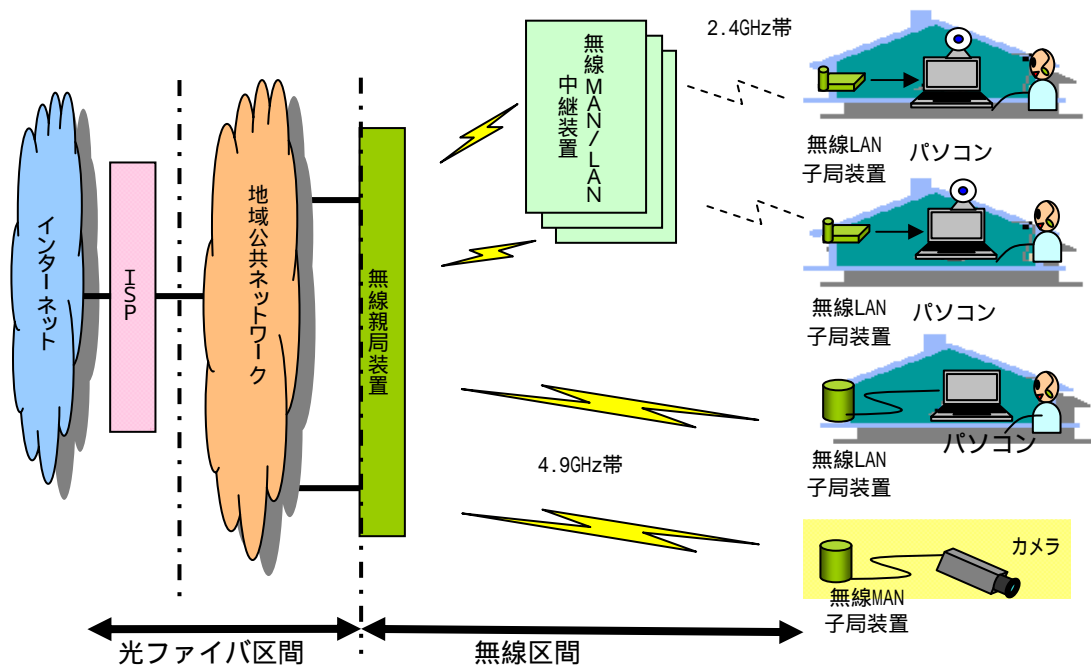 インターネット
ISP
地域公共ネットワーク
無線親局装置
無線MAN/LAN
中継装置
2.4GHz帯
無線LAN
子局装置
パソコン
無線LAN
子局装置
パソコン
4.9GHz帯
無線LAN
子局装置
パソコン
カメラ
無線MAN
子局装置
光ファイバ区間
無線区間